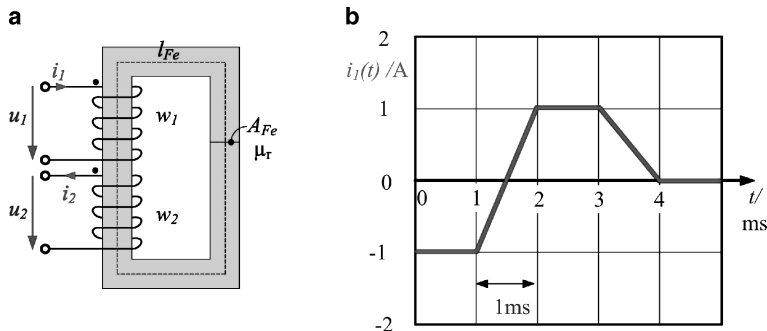 a
l_Fe
i_1
u_1
w_1
A_Fe
μ_r
i_2
u_2
w_2
b
2
i_1(t) /A
1
0
0 1 2 3 4
t/
ms
-1
1ms
-2